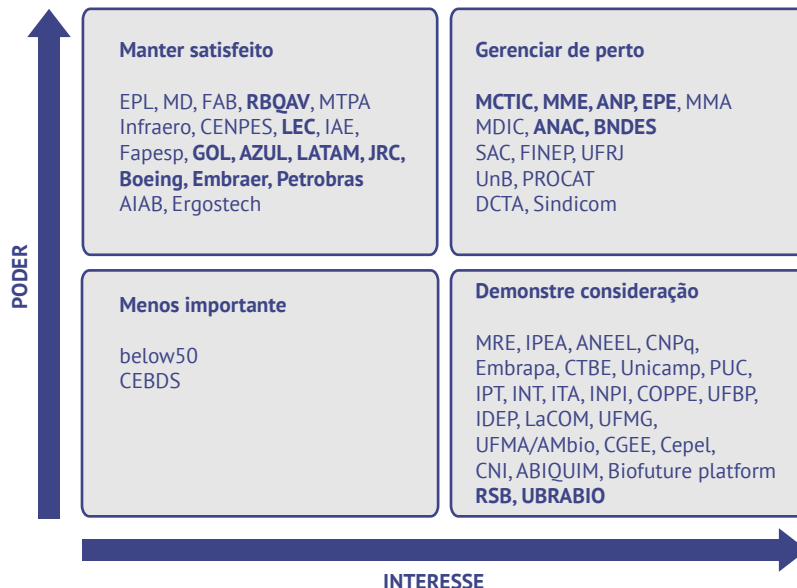 Manter satisfeito
EPL, MD, FAB, RBQAV, MTPA
Infraero, CENPES, LEC, IAE,
Fapesp, GOL, AZUL, LATAM, JRC,
Boeing, Embraer, Petrobras
AIAB, Ergostech
Gerenciar de perto
MCTIC, MME, ANP, EPE, MMA
MDIC, ANAC, BNDES
SAC, FINEP, UFRJ
UnB, PROCAT
DCTA, Sindicom
PODER
Menos importante
below50
CEBDS
Demonstre consideração
MRE, IPEA, ANEEL, CNPq,
Embrapa, CTBE, Unicamp, PUC,
IPT, INT, ITA, INPI, COPPE, UFBP,
IDEP, LaCOM, UFMG,
UFMA/AMbio, CGEE, Cepel,
CNI, ABIQUIM, Biofuture platform
RSB, UBRABIO
INTERESSE